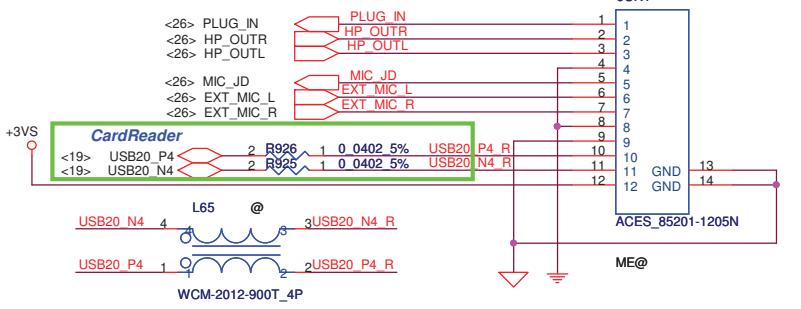 <26> PLUG_IN PLUG_IN 1 1
<26> HP_OUTR HP_OUTR 2 2
<26> HP_OUTL HP_OUTL 3 3
4 4
<26> MIC_JD MIC_JD 5 5
<26> EXT_MIC_L EXT_MIC_L 6 6
<26> EXT_MIC_R EXT_MIC_R 7 7
8 8
+3VS CardReader 9 9
<19> USB20_P4 2 R926 1 0_0402_5% USB20_P4_R 10 10
<19> USB20_N4 2 R925 1 0_0402_5% USB20_N4_R 11 11 GND 13
12 12 GND 14
L65 @
ACES_85201-1205N
USB20_N4 4 4 3 3 USB20_N4_R
ME@
USB20_P4 1 1 2 2 USB20_P4_R
WCM-2012-900T_4P